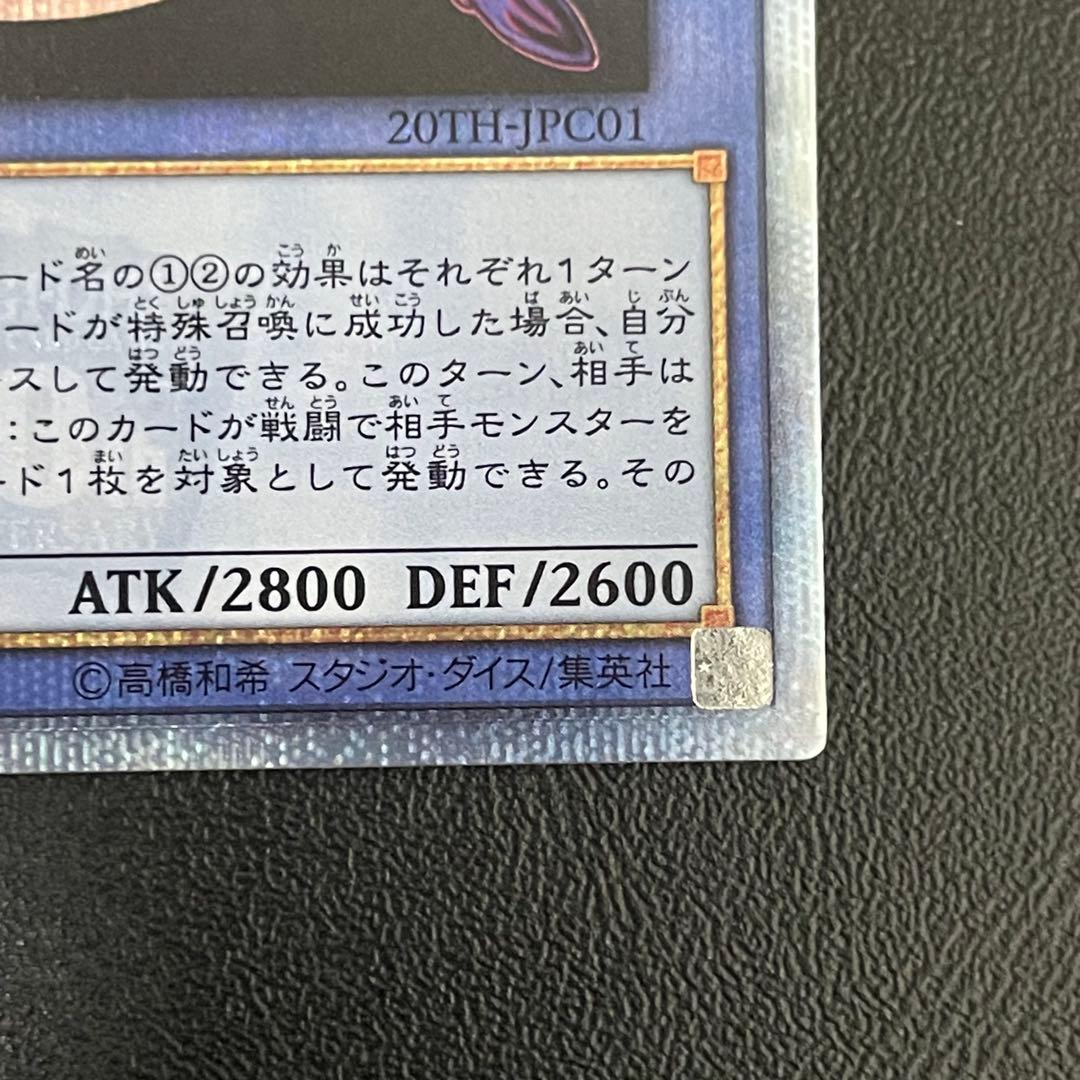 20TH-JPC01
ード名の①②の効果はそれぞれ1ターン
ードが特殊召喚に成功した場合、自分
スして発動できる。このターン、相手は
：このカードが戦闘で相手モンスターを
ード1枚を対象として発動できる。その
ATK/2800 DEF/2600
©高橋和希 スタジオ・ダイス/集英社